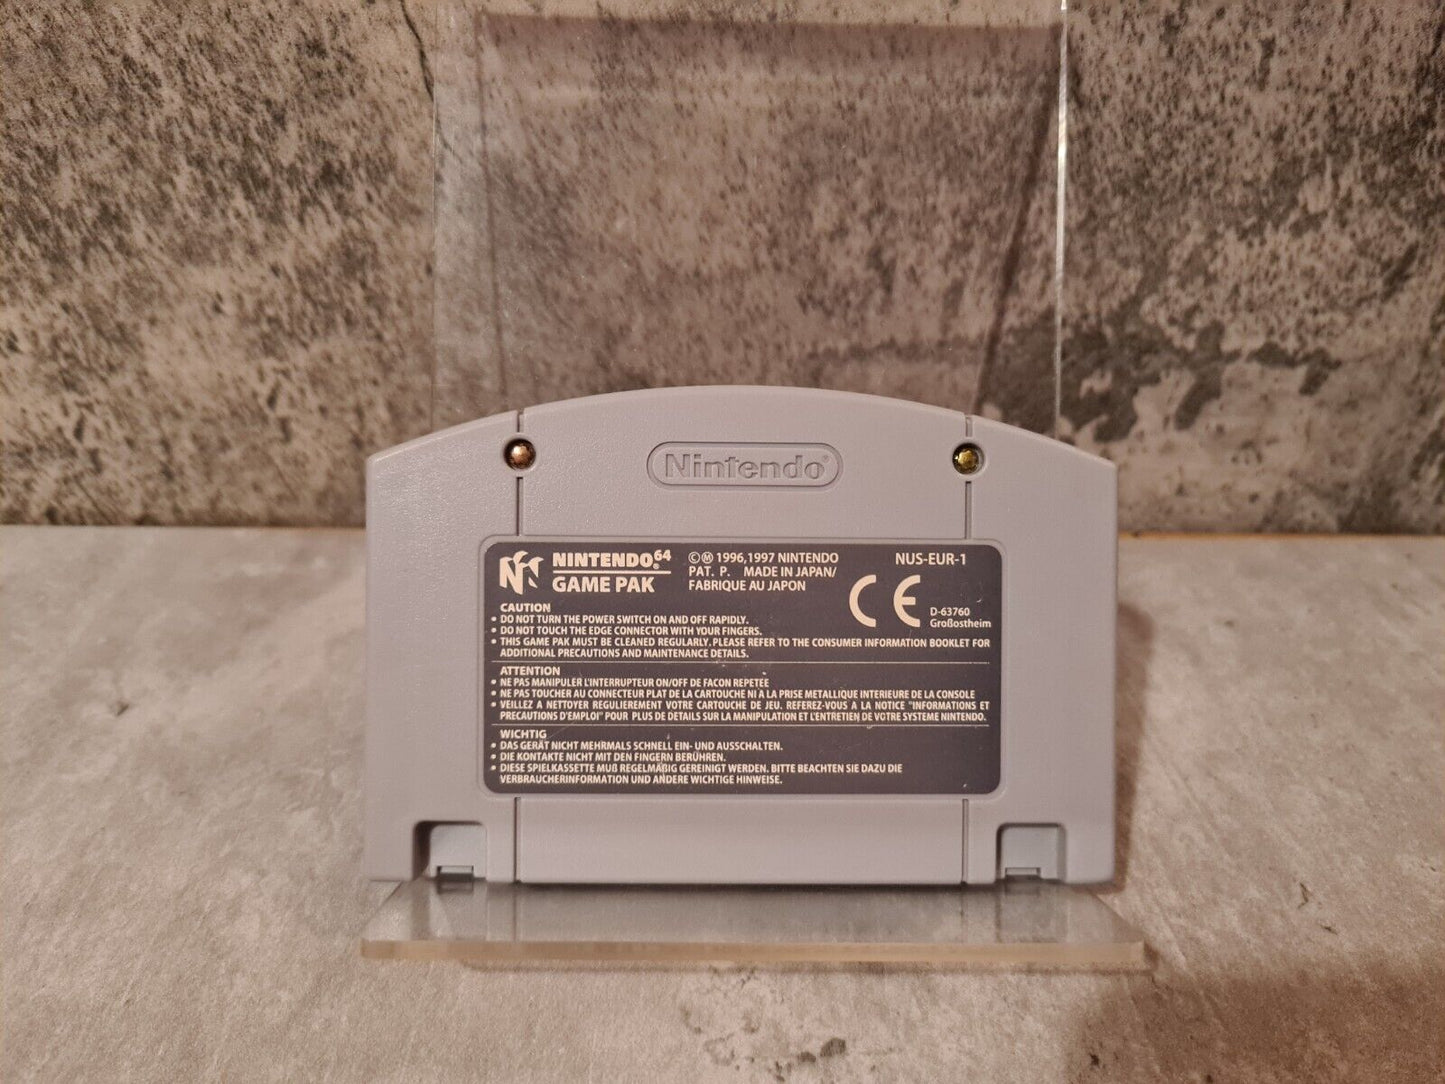 Nintendo®
NINTENDO64
GAME PAK
©Ⓜ 1996,1997 NINTENDO
PAT. P. MADE IN JAPAN/
FABRIQUE AU JAPON
NUS-EUR-1
CE
D-63760
Großostheim
CAUTION
• DO NOT TURN THE POWER SWITCH ON AND OFF RAPIDLY.
• DO NOT TOUCH THE EDGE CONNECTOR WITH YOUR FINGERS.
• THIS GAME PAK MUST BE CLEANED REGULARLY. PLEASE REFER TO THE CONSUMER INFORMATION BOOKLET FOR
ADDITIONAL PRECAUTIONS AND MAINTENANCE DETAILS.
ATTENTION
• NE PAS MANIPULER L'INTERRUPTEUR ON/OFF DE FACON REPETEE
• NE PAS TOUCHER AU CONNECTEUR PLAT DE LA CARTOUCHE NI A LA PRISE METALLIQUE INTERIEURE DE LA CONSOLE
• VEILLEZ A NETTOYER REGULIEREMENT VOTRE CARTOUCHE DE JEU. REFEREZ-VOUS A LA NOTICE "INFORMATIONS ET
PRECAUTIONS D'EMPLOI" POUR PLUS DE DETAILS SUR LA MANIPULATION ET L'ENTRETIEN DE VOTRE SYSTEME NINTENDO.
WICHTIG
• DAS GERÄT NICHT MEHRMALS SCHNELL EIN- UND AUSSCHALTEN.
• DIE KONTAKTE NICHT MIT DEN FINGERN BERÜHREN.
• DIESE SPIELKASSETTE MUß REGELMÄßIG GEREINIGT WERDEN. BITTE BEACHTEN SIE DAZU DIE
VERBRAUCHERINFORMATION UND ANDERE WICHTIGE HINWEISE.